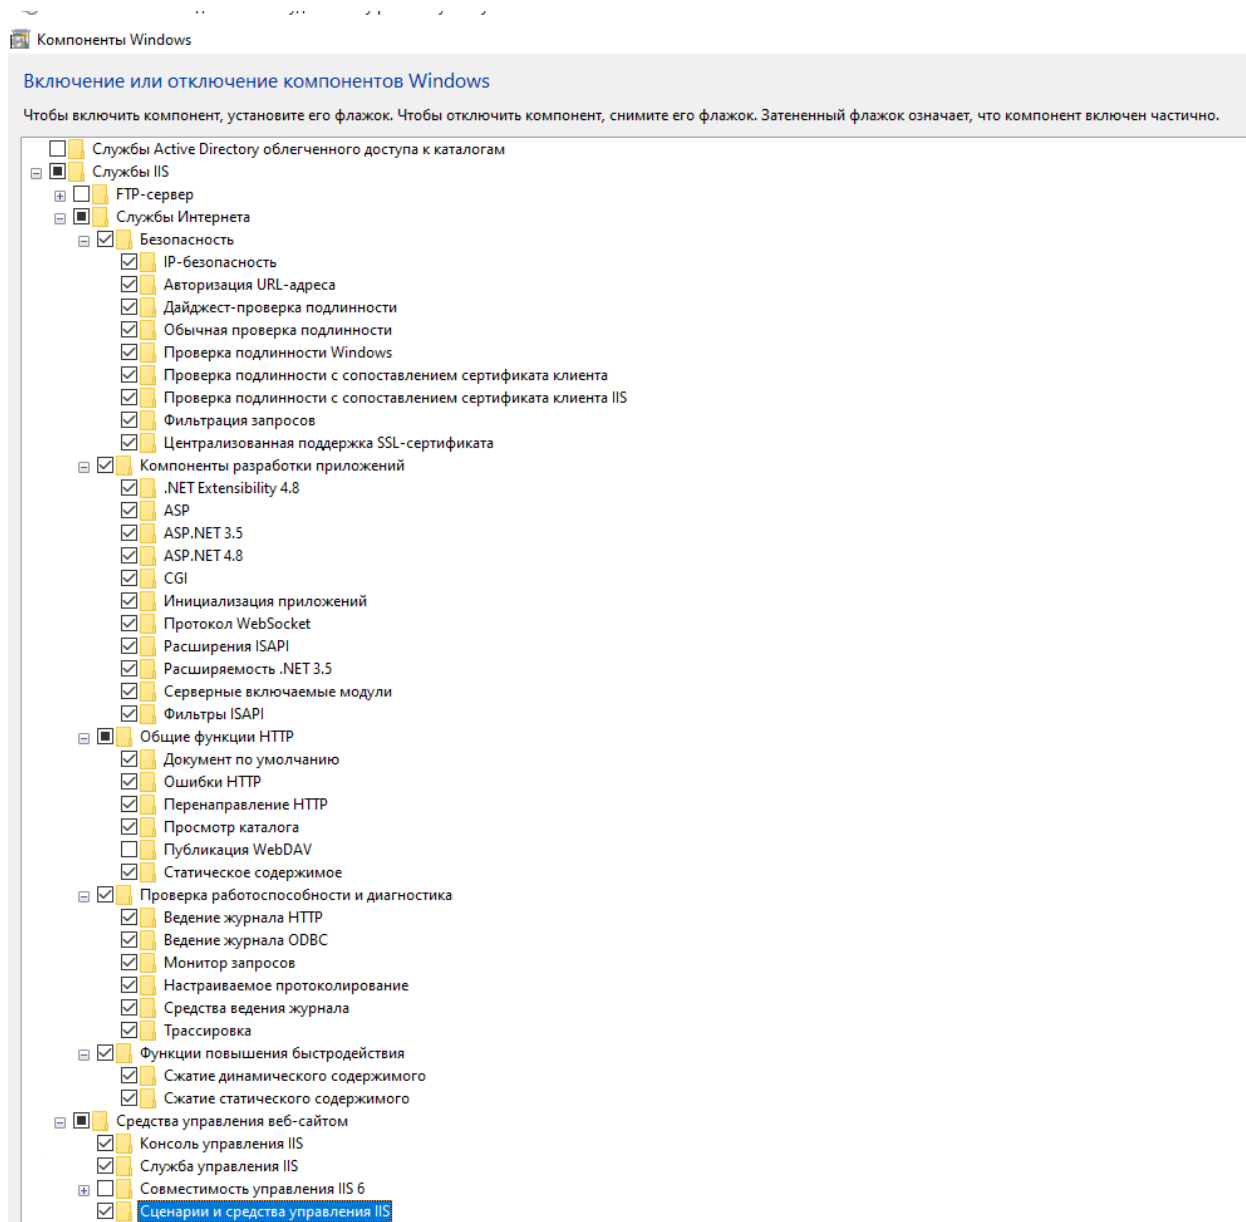 Компоненты Windows
Включение или отключение компонентов Windows
Чтобы включить компонент, установите его флажок. Чтобы отключить компонент, снимите его флажок. Затененный флажок означает, что компонент включен частично.
Службы Active Directory облегченного доступа к каталогам
Службы IIS
FTP-сервер
Службы Интернета
Безопасность
IP-безопасность
Авторизация URL-адреса
Дайджест-проверка подлинности
Обычная проверка подлинности
Проверка подлинности Windows
Проверка подлинности с сопоставлением сертификата клиента
Проверка подлинности с сопоставлением сертификата клиента IIS
Фильтрация запросов
Централизованная поддержка SSL-сертификата
Компоненты разработки приложений
.NET Extensibility 4.8
ASP
ASP.NET 3.5
ASP.NET 4.8
CGI
Инициализация приложений
Протокол WebSocket
Расширения ISAPI
Расширяемость .NET 3.5
Серверные включаемые модули
Фильтры ISAPI
Общие функции HTTP
Документ по умолчанию
Ошибки HTTP
Перенаправление HTTP
Просмотр каталога
Публикация WebDAV
Статическое содержимое
Проверка работоспособности и диагностика
Ведение журнала HTTP
Ведение журнала ODBC
Монитор запросов
Настраиваемое протоколирование
Средства ведения журнала
Трассировка
Функции повышения быстродействия
Сжатие динамического содержимого
Сжатие статического содержимого
Средства управления веб-сайтом
Консоль управления IIS
Служба управления IIS
Совместимость управления IIS 6
Сценарии и средства управления IIS